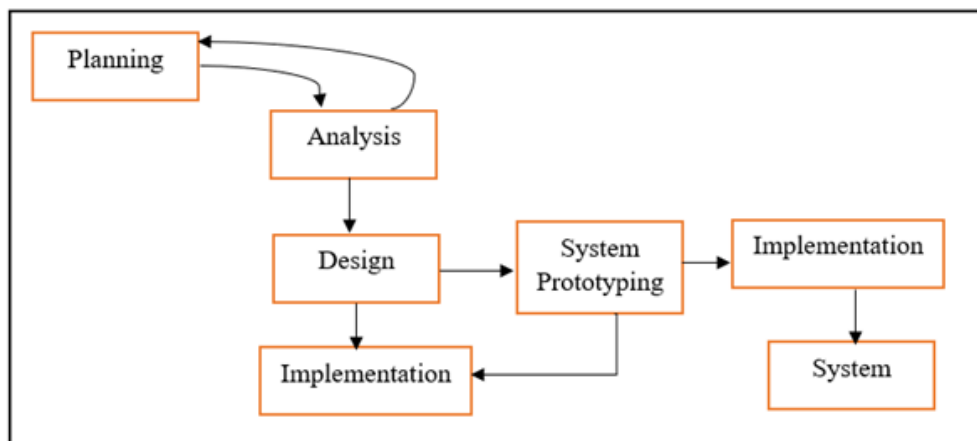 Planning
Analysis
Design
System
Prototyping
Implementation
Implementation
System